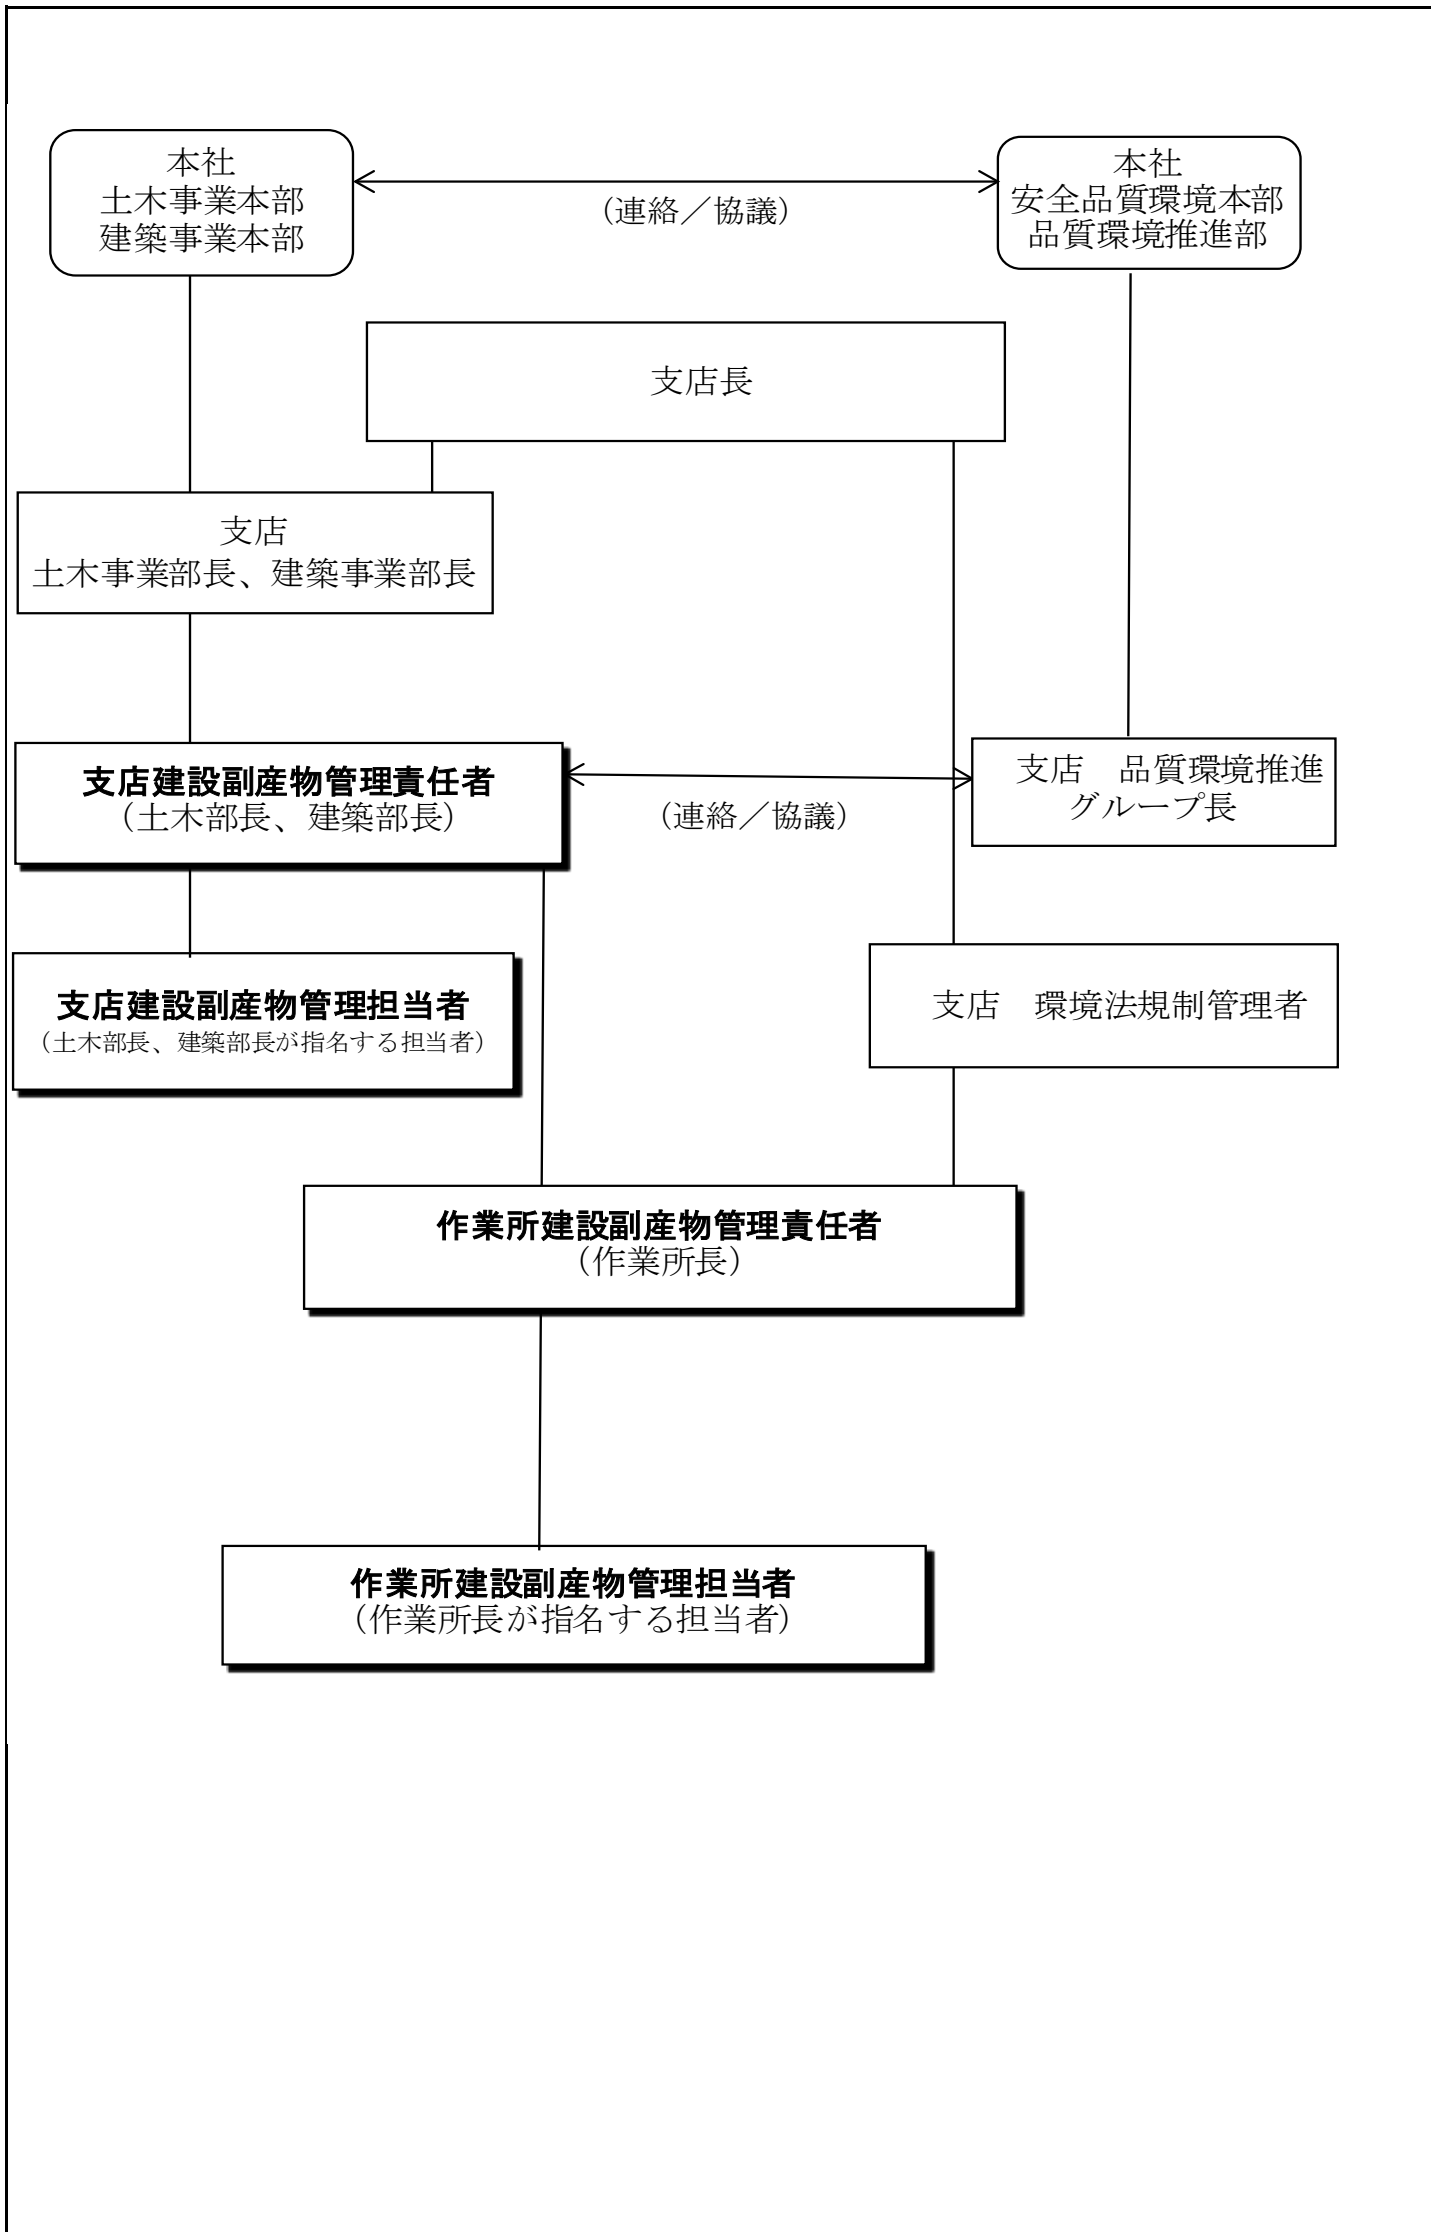 本社
土木事業本部
建築事業本部
（連絡／協議）
本社
安全品質環境本部
品質環境推進部
支店長
支店
土木事業部長、建築事業部長
支店建設副産物管理責任者
（土木部長、建築部長）
（連絡／協議）
支店　品質環境推進
グループ長
支店建設副産物管理担当者
（土木部長、建築部長が指名する担当者）
支店　環境法規制管理者
作業所建設副産物管理責任者
（作業所長）
作業所建設副産物管理担当者
（作業所長が指名する担当者）